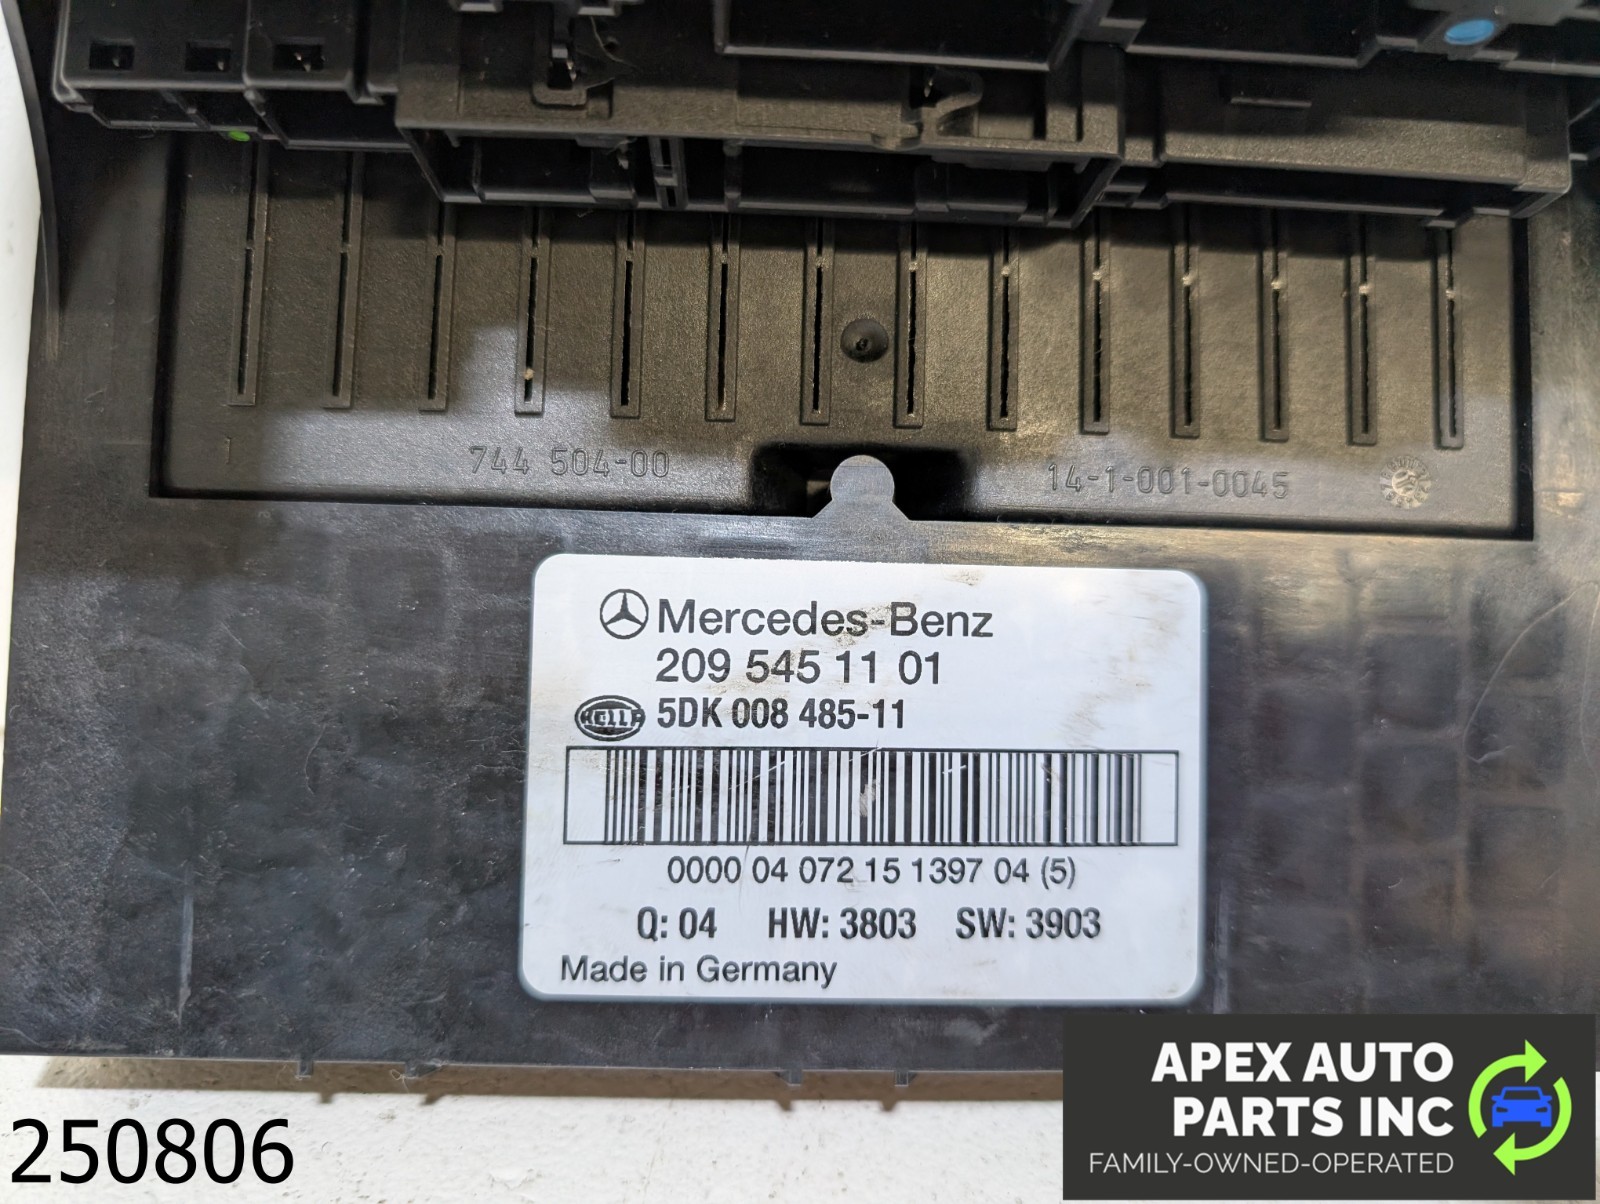 1
744 504-00
14-1-001-0045
Mercedes-Benz
209 545 11 01
HELLA
5DK 008 485-11
0000 04 072 15 1397 04 (5)
Q: 04 HW: 3803 SW: 3903
Made in Germany
250806
APEX AUTO
PARTS INC
FAMILY-OWNED-OPERATED